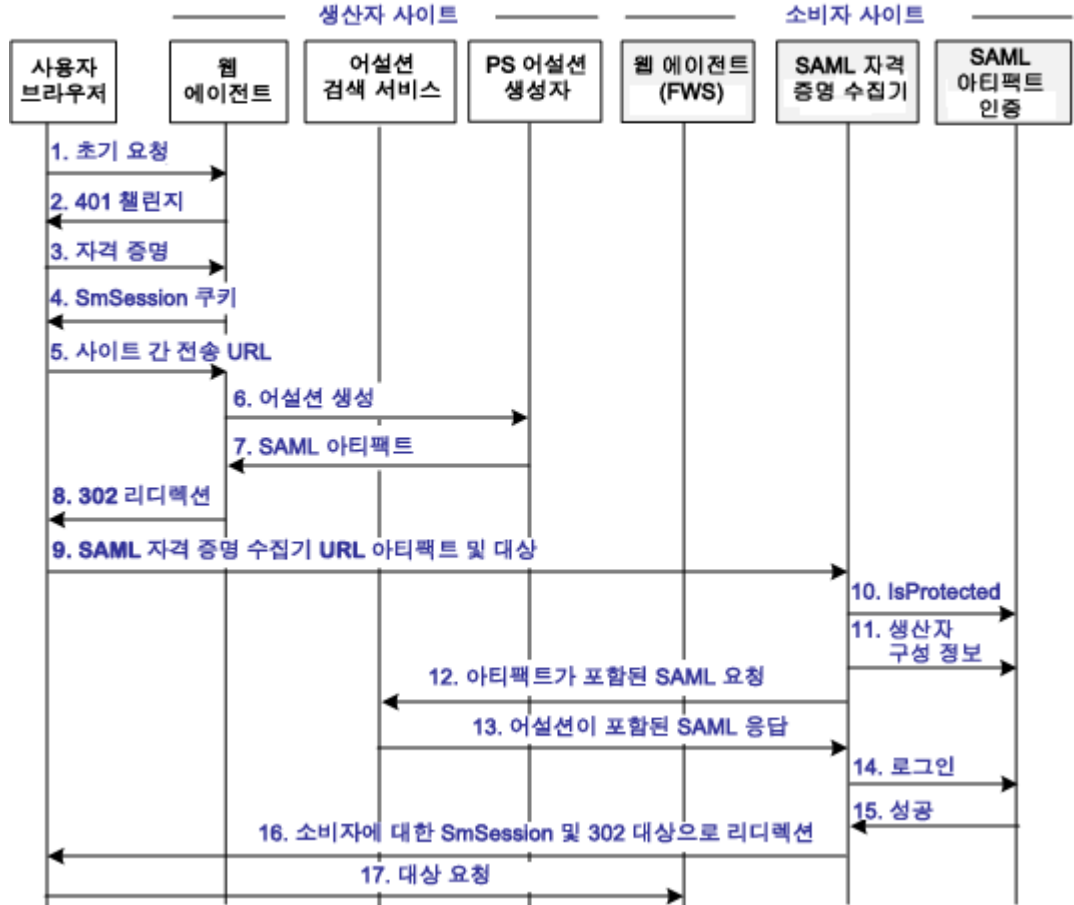 생산자 사이트
소비자 사이트
사용자
브라우저
웹
에이전트
어설션
검색 서비스
PS 어설션
생성자
웹 에이전트
(FWS)
SAML 자격
증명 수집기
SAML
아티팩트
인증
1. 초기 요청
2. 401 챌린지
3. 자격 증명
4. SmSession 쿠키
5. 사이트 간 전송 URL
6. 어설션 생성
7. SAML 아티팩트
8. 302 리디렉션
9. SAML 자격 증명 수집기 URL 아티팩트 및 대상
10. IsProtected
11. 생산자
구성 정보
12. 아티팩트가 포함된 SAML 요청
13. 어설션이 포함된 SAML 응답
14. 로그인
15. 성공
16. 소비자에 대한 SmSession 및 302 대상으로 리디렉션
17. 대상 요청